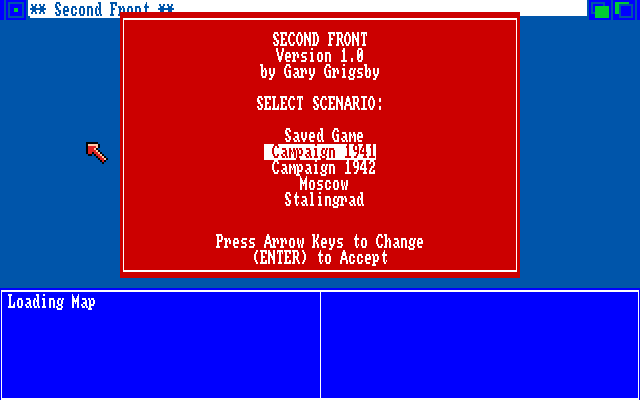 ** Second Front **
SECOND FRONT
Version 1.0
by Gary Grigsby
SELECT SCENARIO:
Saved Game
Campaign 1941
Campaign 1942
Moscow
Stalingrad
Press Arrow Keys to Change
(ENTER) to Accept
Loading Map